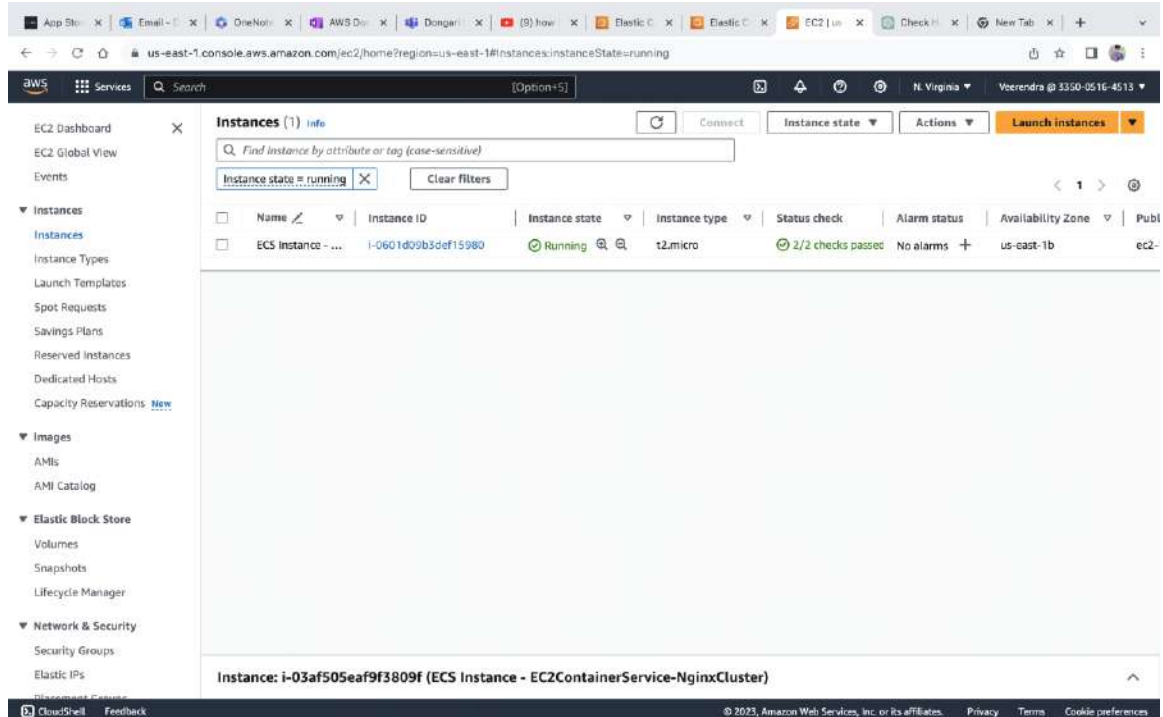 App Sto
Email -
OneNot
AWS Do
Dongari
(9) how
Elastic C
Elastic C
EC2 | us
Check H
New Tab
us-east-1.console.aws.amazon.com/ec2/home?region=us-east-1#Instances:instanceState=running
aws
Services
Search
[Option+S]
N. Virginia
Veerendra @ 3350-0516-4513
EC2 Dashboard
EC2 Global View
Events
Instances
Instances
Instance Types
Launch Templates
Spot Requests
Savings Plans
Reserved Instances
Dedicated Hosts
Capacity Reservations New
Images
AMIs
AMI Catalog
Elastic Block Store
Volumes
Snapshots
Lifecycle Manager
Network & Security
Security Groups
Elastic IPs
Placement Groups
Instances (1) Info
Connect
Instance state
Actions
Launch instances
Find Instance by attribute or tag (case-sensitive)
Instance state = running
Clear filters
1
Name Instance ID Instance state Instance type Status check Alarm status Availability Zone Publ
ECS Instance - ... i-0601d09b3def15980 Running t2.micro 2/2 checks passed No alarms + us-east-1b ec2-
Instance: i-03af505eaf9f3809f (ECS Instance - EC2ContainerService-NginxCluster)
CloudShell Feedback
© 2023, Amazon Web Services, Inc. or its affiliates. Privacy Terms Cookie preferences